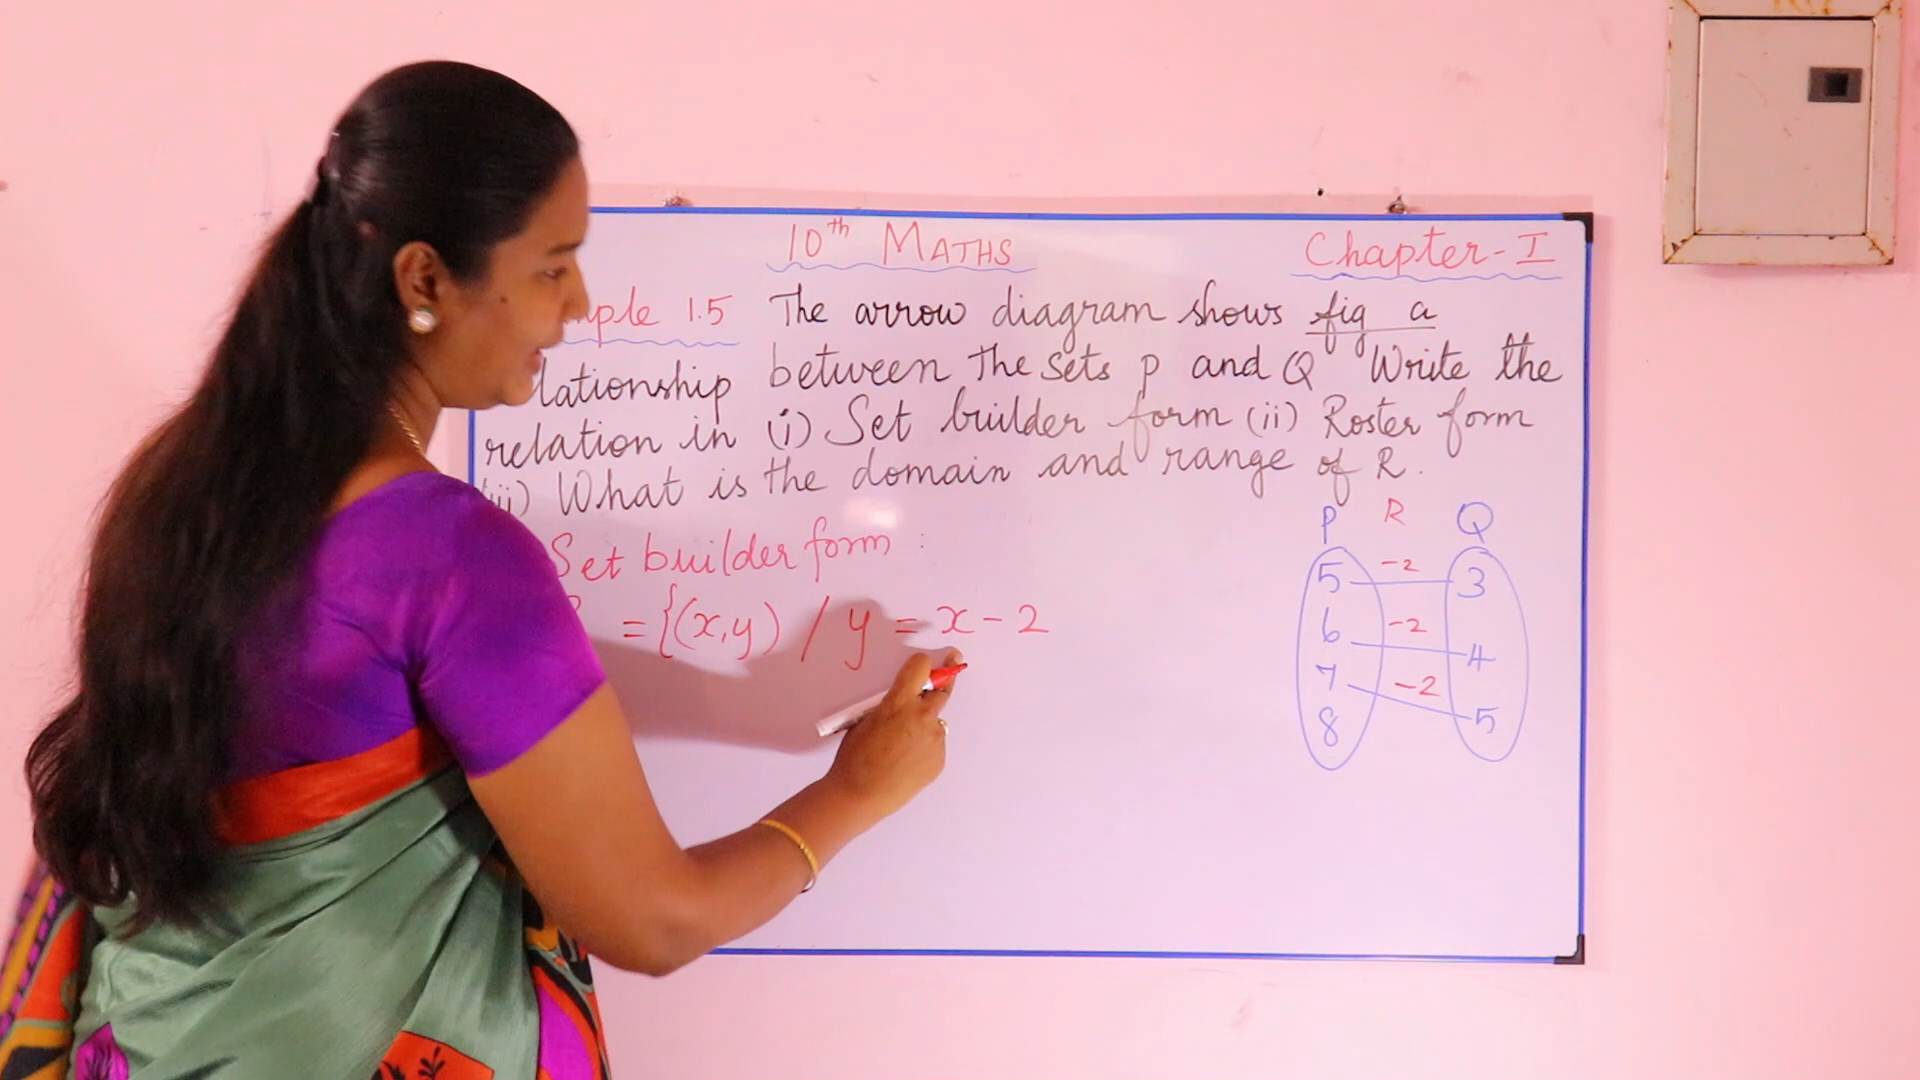 10th MATHS
Chapter-I
1.5 The arrow diagram shows fig a
between the sets p and Q Write the
relation in (i) Set builder form (ii) Roster form
(iii) What is the domain and range of R.
Set builder form :
= {(x,y) / y = x - 2
P R Q
5 -2 3
6 -2 4
7 -2 5
8